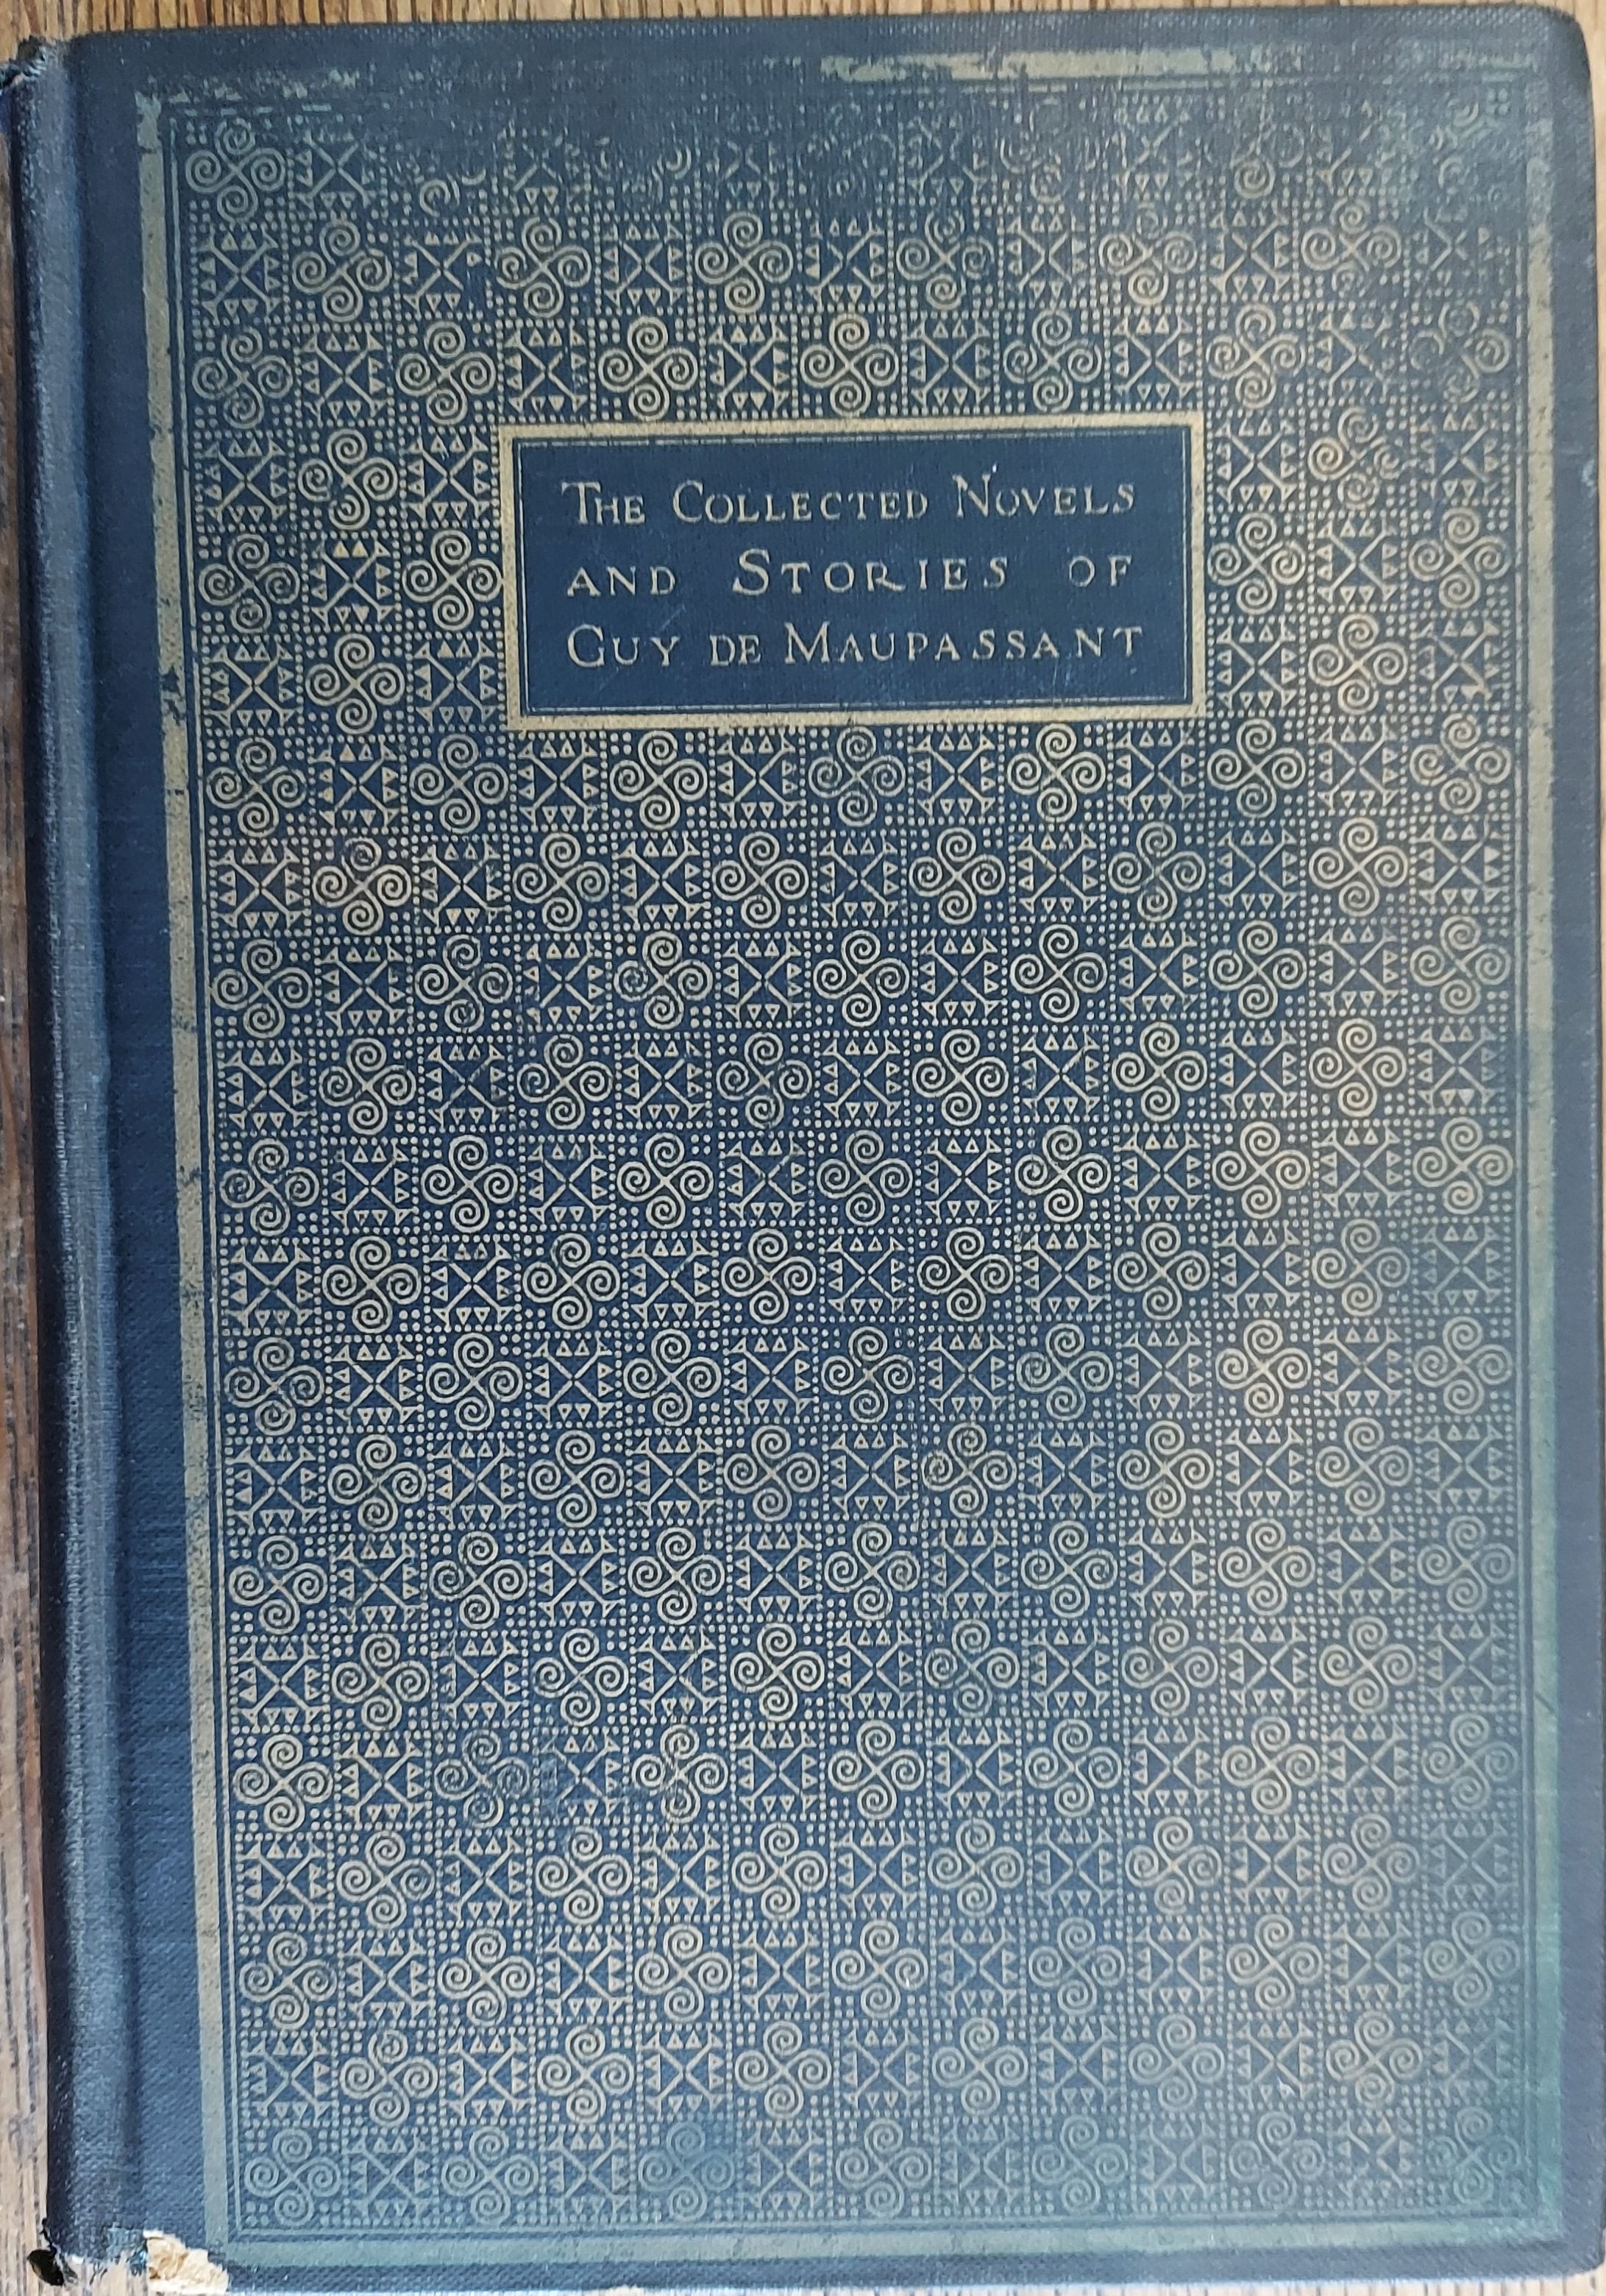 The Collected Novels
and Stories of
Guy de Maupassant